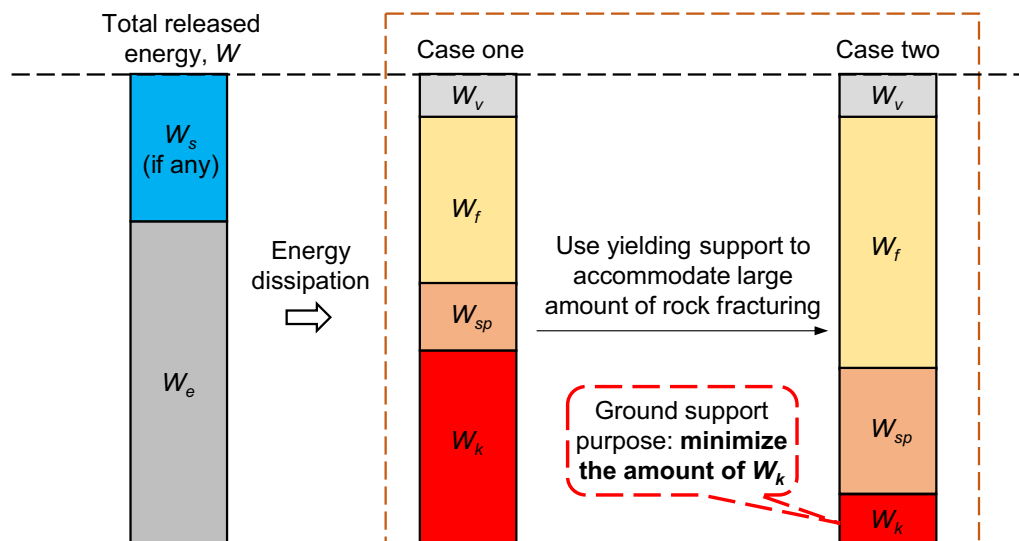 Total released
energy, W
Case one
Case two
W_s
(if any)
W_e
Energy
dissipation
W_v
W_f
W_sp
W_k
Use yielding support to
accommodate large
amount of rock fracturing
Ground support
purpose: minimize
the amount of W_k
W_v
W_f
W_sp
W_k